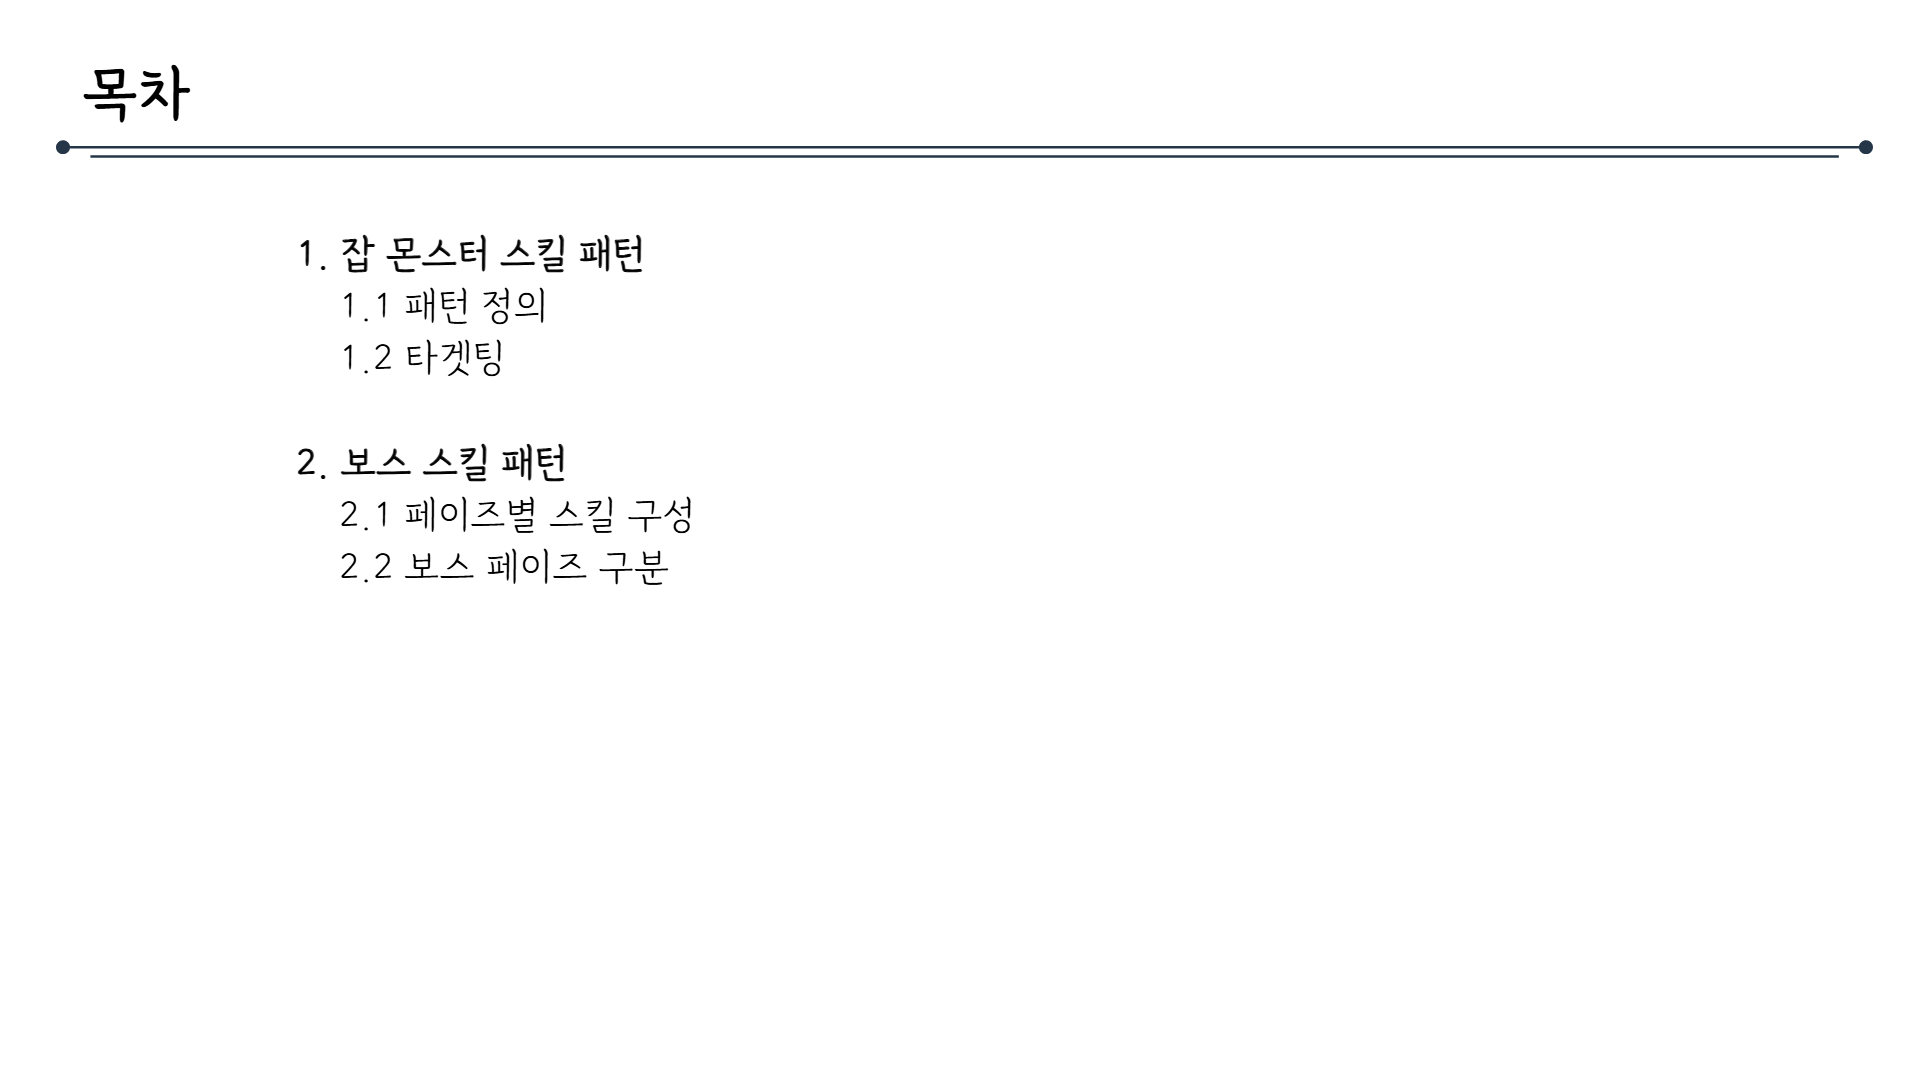 목차
1. 잡 몬스터 스킬 패턴
1.1 패턴 정의
1.2 타겟팅
2. 보스 스킬 패턴
2.1 페이즈별 스킬 구성
2.2 보스 페이즈 구분